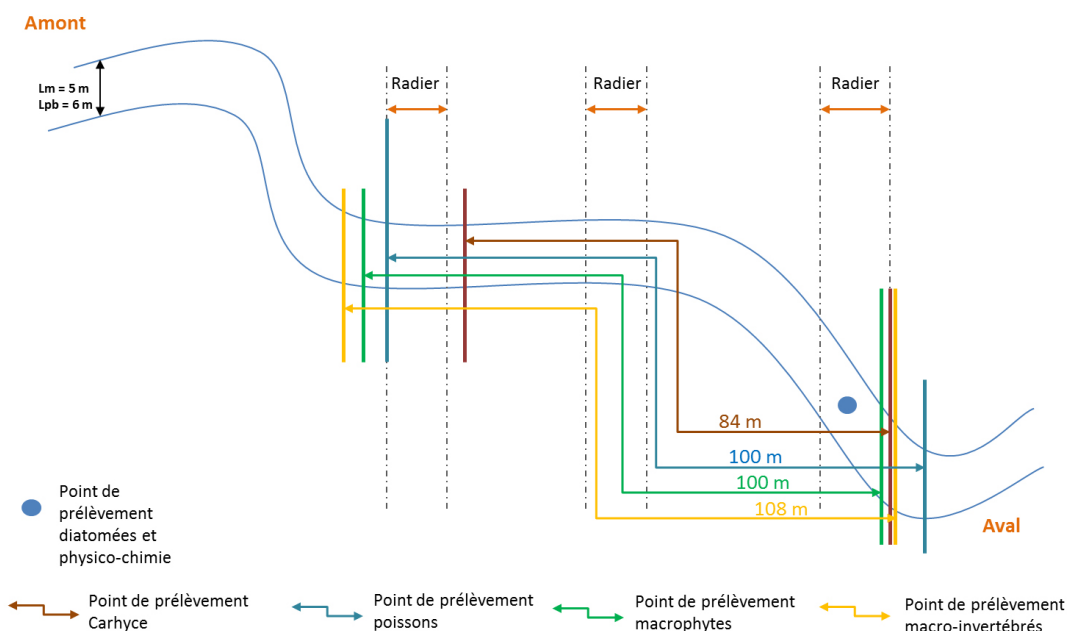 Amont
Lm = 5 m
Lpb = 6 m
Radier
Radier
Radier
84 m
100 m
100 m
108 m
Aval
Point de
prélèvement
diatomées et
physico-chimie
Point de prélèvement
Carhyce
Point de prélèvement
poissons
Point de prélèvement
macrophytes
Point de prélèvement
macro-invertébrés